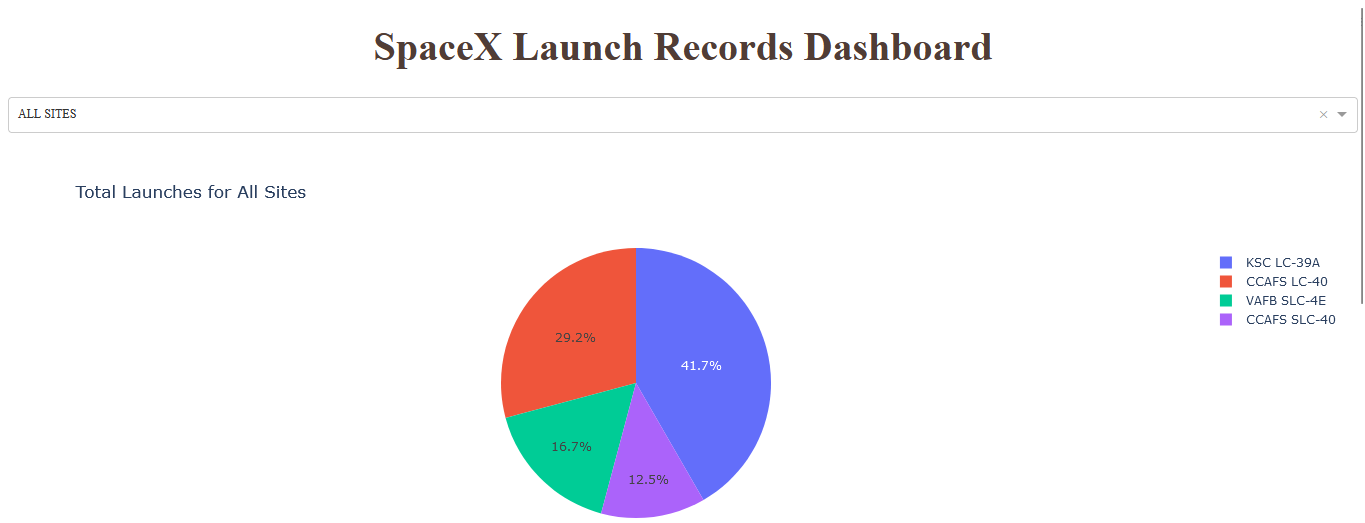 SpaceX Launch Records Dashboard
ALL SITES
Total Launches for All Sites
KSC LC-39A
CCAFS LC-40
VAFB SLC-4E
CCAFS SLC-40
29.2%
41.7%
16.7%
12.5%